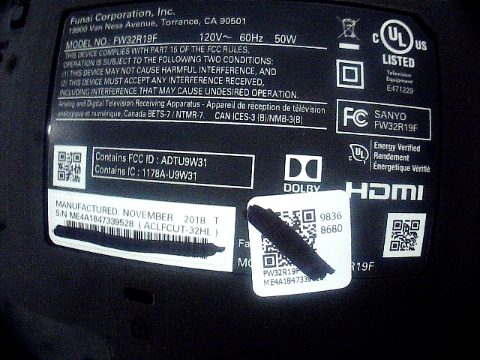 Funai Corporation, Inc.
19900 Van Ness Avenue, Torrance, CA 90501
MODEL NO.: FW32R19F 120V~ 60Hz 50W
THIS DEVICE COMPLIES WITH PART 15 OF THE FCC RULES.
OPERATION IS SUBJECT TO THE FOLLOWING TWO CONDITIONS:
(1) THIS DEVICE MAY NOT CAUSE HARMFUL INTERFERENCE, AND
(2) THIS DEVICE MUST ACCEPT ANY INTERFERENCE RECEIVED,
INCLUDING INTERFERENCE THAT MAY CAUSE UNDESIRED OPERATION.
Analog and Digital Television Receiving Apparatus - Appareil de réception de télévision
analogique et numérique, Canada BETS-7 / NTMR-7. CAN ICES-3 (B)/NMB-3(B)
C UL US
LISTED
Television
Equipment
E471229
FC SANYO
FW32R19F
Energy Verified
Rendement
Énergétique Vérifié
Contains FCC ID : ADTU9W31
Contains IC : 1178A-U9W31
DOLBY
HDMI
MANUFACTURED: NOVEMBER 2018 T
S/N ME4A1847339528 ( ACLFCUT-32HL )
9836
8680
FW32R19F
Fa
MO
R19F